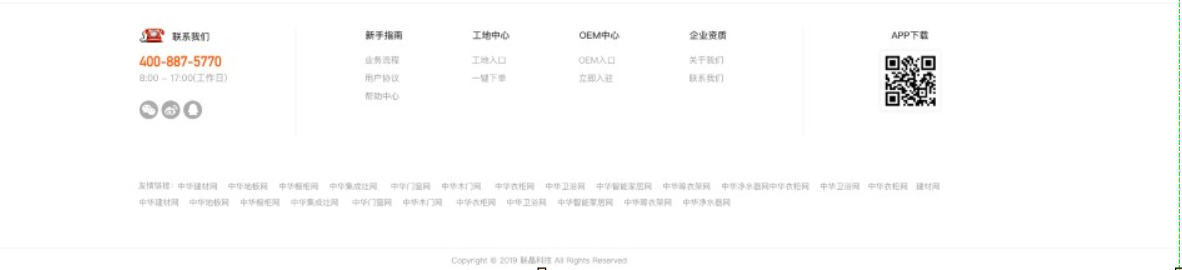 联系我们
400-887-5770
8:00 - 17:00(工作日)
新手指南
业务流程
用户协议
帮助中心
工地中心
工地入口
一键下单
OEM中心
OEM入口
立即入驻
企业资质
关于我们
联系我们
APP下载
友情链接：中华建材网 中华地板网 中华橱柜网 中华集成灶网 中华门窗网 中华木门网 中华衣柜网 中华卫浴网 中华智能家居网 中华晾衣架网 中华净水器网中华衣柜网 中华卫浴网 中华衣柜网 建材网
中华建材网 中华地板网 中华橱柜网 中华集成灶网 中华门窗网 中华木门网 中华衣柜网 中华卫浴网 中华智能家居网 中华晾衣架网 中华净水器网
Copyright © 2019 联晶科技 All Rights Reserved